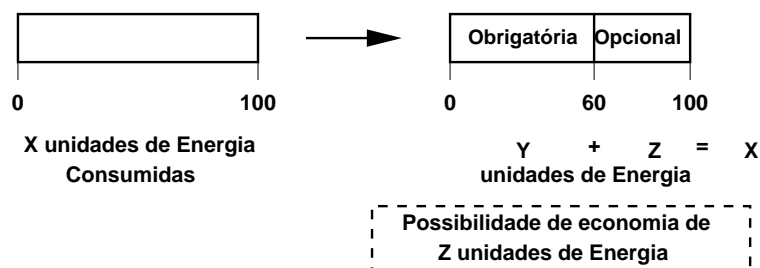 Obrigatória Opcional
0 100 0 60 100
X unidades de Energia
Consumidas
Y + Z = X
unidades de Energia
Possibilidade de economia de
Z unidades de Energia